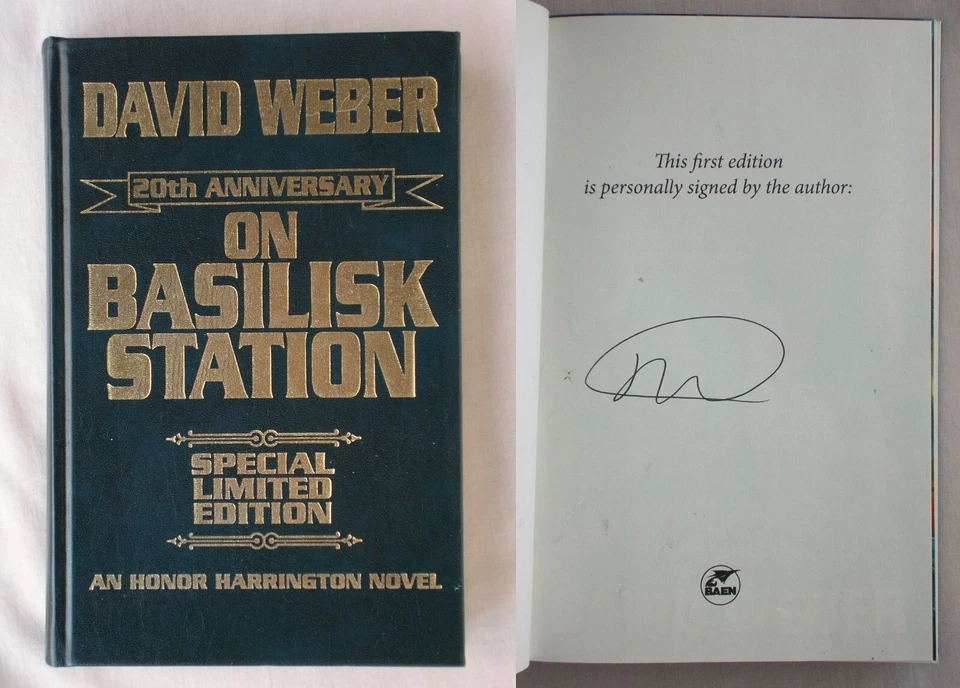 DAVID WEBER
20th ANNIVERSARY
ON
BASILISK
STATION
SPECIAL
LIMITED
EDITION
AN HONOR HARRINGTON NOVEL
This first edition
is personally signed by the author:
BAEN